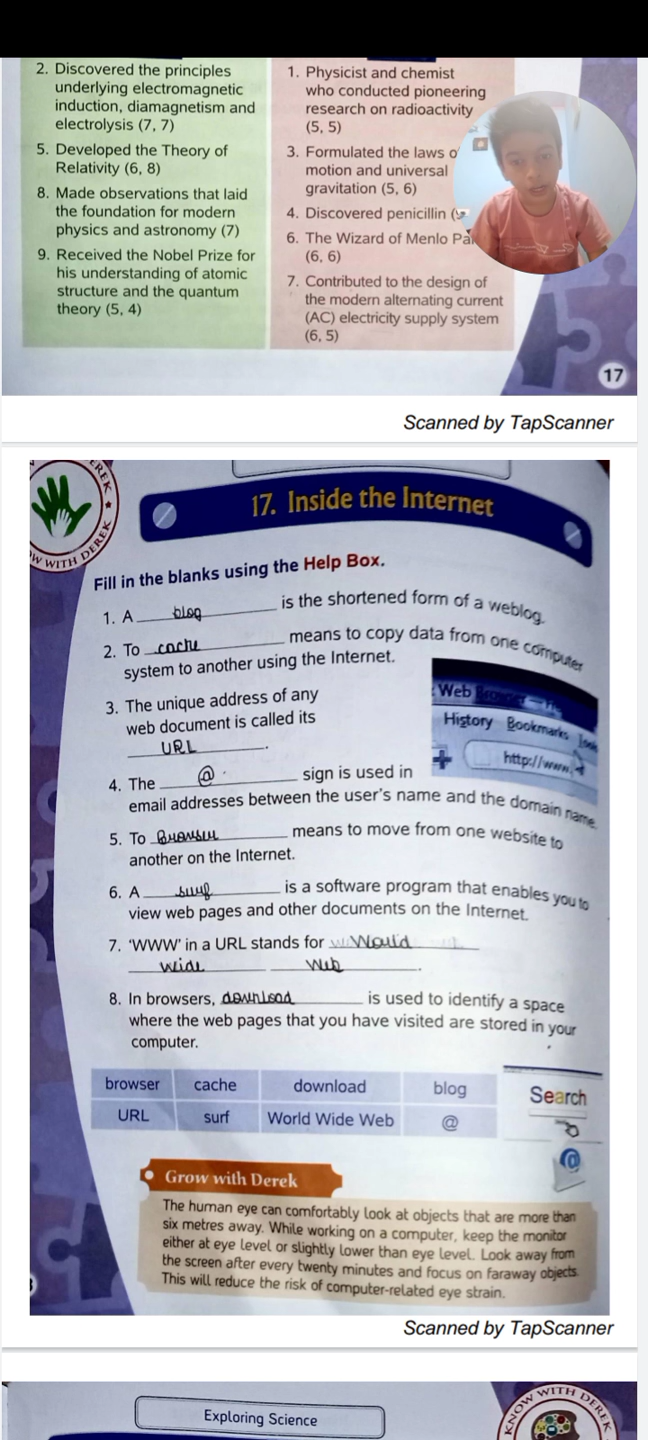 2. Discovered the principles
underlying electromagnetic
induction, diamagnetism and
electrolysis (7, 7)
5. Developed the Theory of
Relativity (6, 8)
8. Made observations that laid
the foundation for modern
physics and astronomy (7)
9. Received the Nobel Prize for
his understanding of atomic
structure and the quantum
theory (5, 4)
1. Physicist and chemist
who conducted pioneering
research on radioactivity
(5, 5)
3. Formulated the laws o
motion and universal
gravitation (5, 6)
4. Discovered penicillin (
6. The Wizard of Menlo Pa
(6, 6)
7. Contributed to the design of
the modern alternating current
(AC) electricity supply system
(6, 5)
17
Scanned by TapScanner
EREK
W WITH DEREK
17. Inside the Internet
Fill in the blanks using the Help Box.
1. A blog is the shortened form of a weblog.
2. To cache means to copy data from one computer
system to another using the Internet.
3. The unique address of any
web document is called its
URL.
Web Browser
History Bookmarks
http://www.
4. The @ sign is used in
email addresses between the user's name and the domain name.
5. To Browser means to move from one website to
another on the Internet.
6. A surf is a software program that enables you to
view web pages and other documents on the Internet.
7. 'WWW' in a URL stands for World
wide Web.
8. In browsers, download is used to identify a space
where the web pages that you have visited are stored in your
computer.
browser cache download blog
URL surf World Wide Web @
Search
@
Grow with Derek
The human eye can comfortably look at objects that are more than
six metres away. While working on a computer, keep the monitor
either at eye level or slightly lower than eye level. Look away from
the screen after every twenty minutes and focus on faraway objects.
This will reduce the risk of computer-related eye strain.
Scanned by TapScanner
Exploring Science
KNOW WITH DEREK